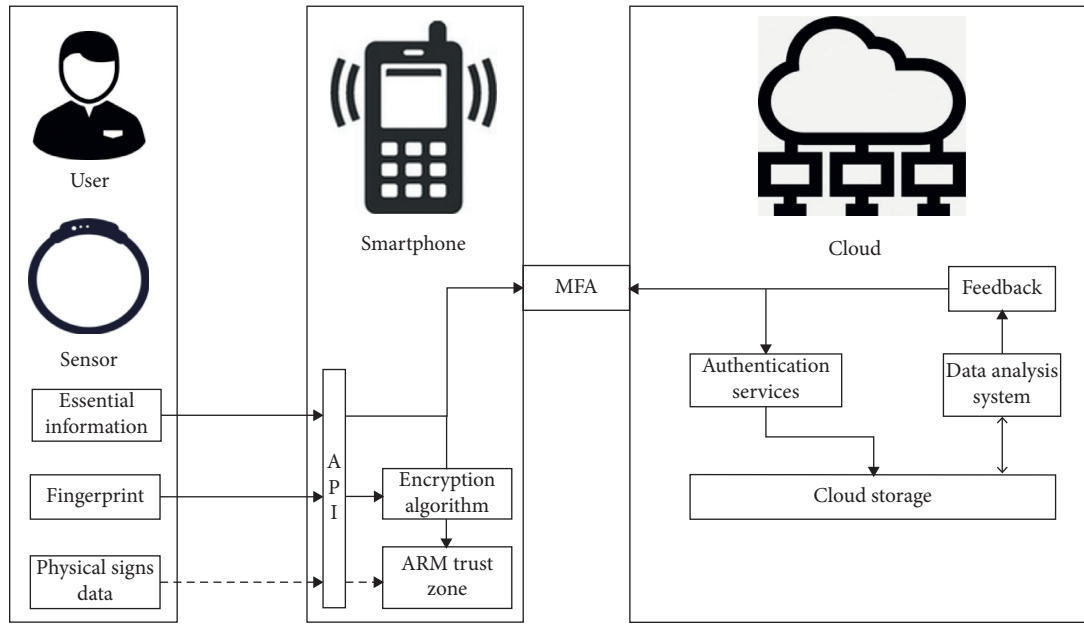 User
Sensor
Essential
information
Fingerprint
Physical signs
data
Smartphone
A
P
I
Encryption
algorithm
ARM trust
zone
MFA
Cloud
Feedback
Authentication
services
Data analysis
system
Cloud storage